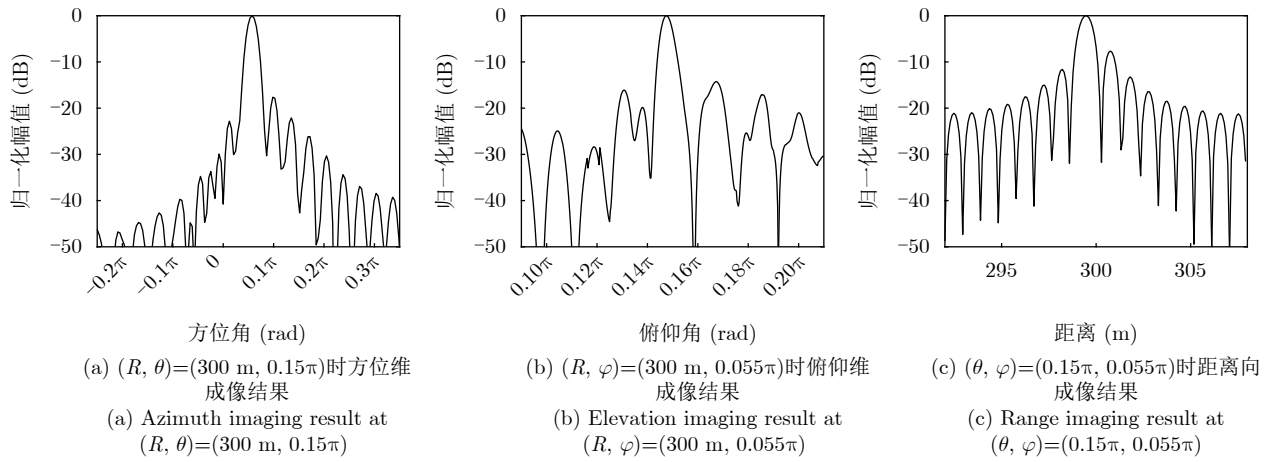 0
−10
−20
−30
−40
−50
归一化幅值 (dB)
−0.2π
−0.1π
0
0.1π
0.2π
0.3π
方位角 (rad)
(a) (R, θ)=(300 m, 0.15π)时方位维
成像结果
(a) Azimuth imaging result at
(R, θ)=(300 m, 0.15π)
0
−10
−20
−30
−40
−50
归一化幅值 (dB)
0.10π
0.12π
0.14π
0.16π
0.18π
0.20π
俯仰角 (rad)
(b) (R, φ)=(300 m, 0.055π)时俯仰维
成像结果
(b) Elevation imaging result at
(R, φ)=(300 m, 0.055π)
0
−10
−20
−30
−40
−50
归一化幅值 (dB)
295
300
305
距离 (m)
(c) (θ, φ)=(0.15π, 0.055π)时距离向
成像结果
(c) Range imaging result at
(θ, φ)=(0.15π, 0.055π)